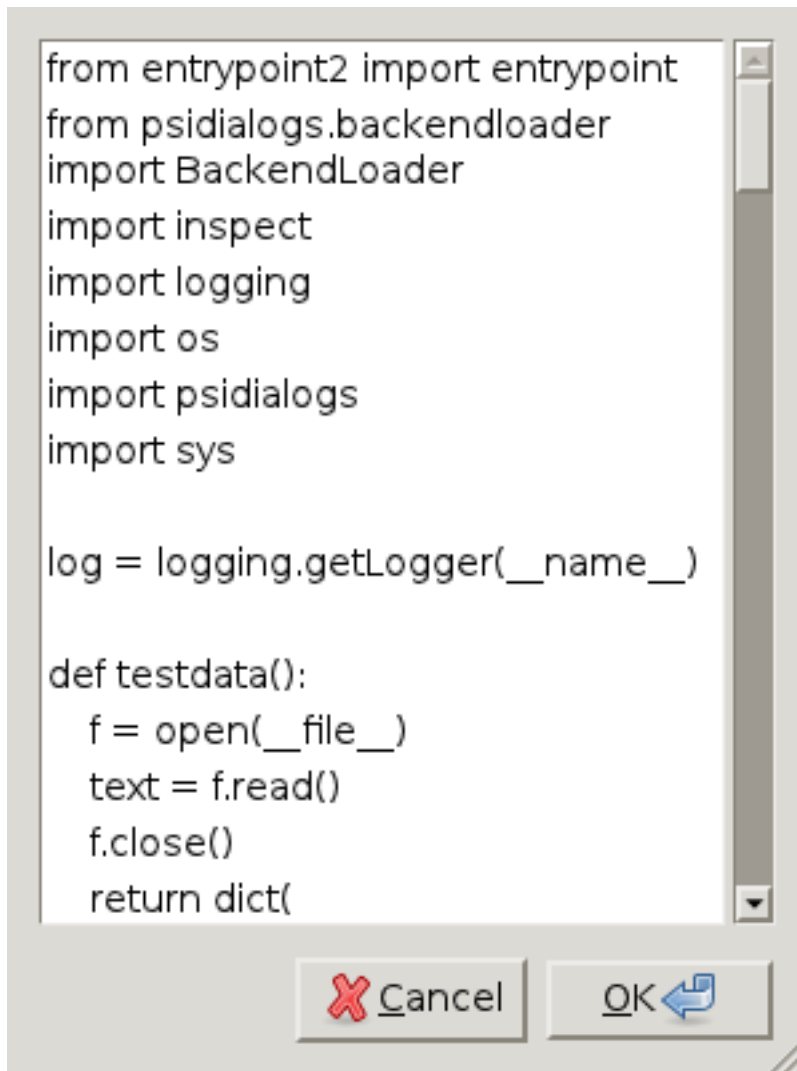 from entrypoint2 import entrypoint
from psidialogs.backendloader
import BackendLoader
import inspect
import logging
import os
import psidialogs
import sys
log = logging.getLogger(__name__)
def testdata():
    f = open(__file__)
    text = f.read()
    f.close()
    return dict(
Cancel
OK